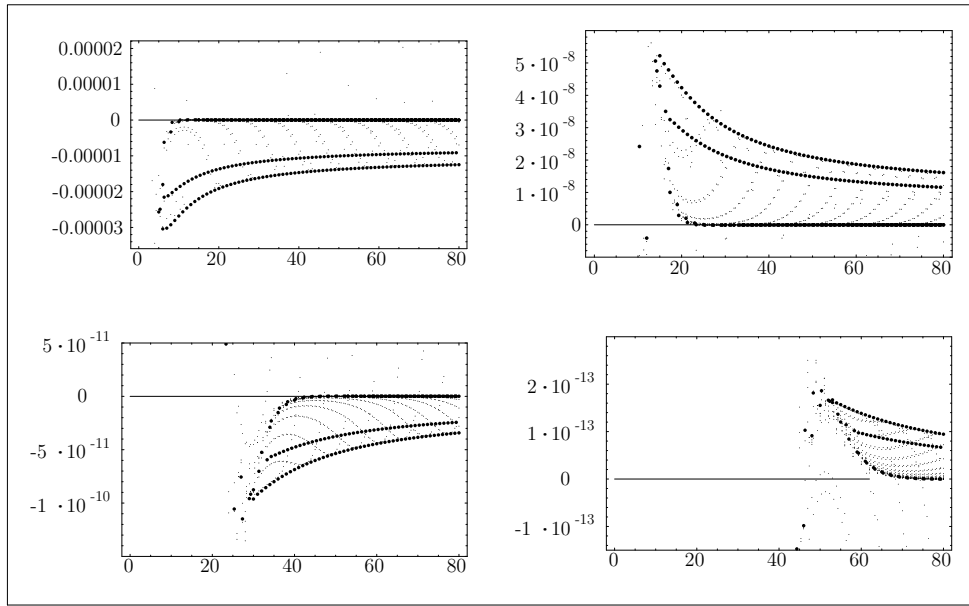 0.00002
0.00001
0
-0.00001
-0.00002
-0.00003
0 20 40 60 80
5 · 10 -8
4 · 10 -8
3 · 10 -8
2 · 10 -8
1 · 10 -8
0
0 20 40 60 80
5 · 10 -11
0
-5 · 10 -11
-1 · 10 -10
0 20 40 60 80
2 · 10 -13
1 · 10 -13
0
-1 · 10 -13
0 20 40 60 80